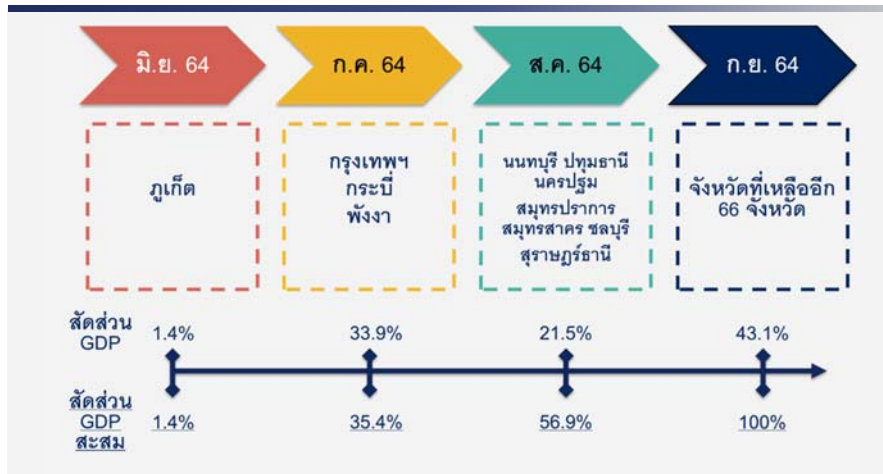 มิ.ย. 64
ก.ค. 64
ส.ค. 64
ก.ย. 64
ภูเก็ต
กรุงเทพฯ
กระบี่
พังงา
นนทบุรี ปทุมธานี
นครปฐม
สมุทรปราการ
สมุทรสาคร ชลบุรี
สุราษฎร์ธานี
จังหวัดที่เหลืออีก
66 จังหวัด
สัดส่วน
GDP
1.4%
33.9%
21.5%
43.1%
สัดส่วน
GDP
สะสม
1.4%
35.4%
56.9%
100%